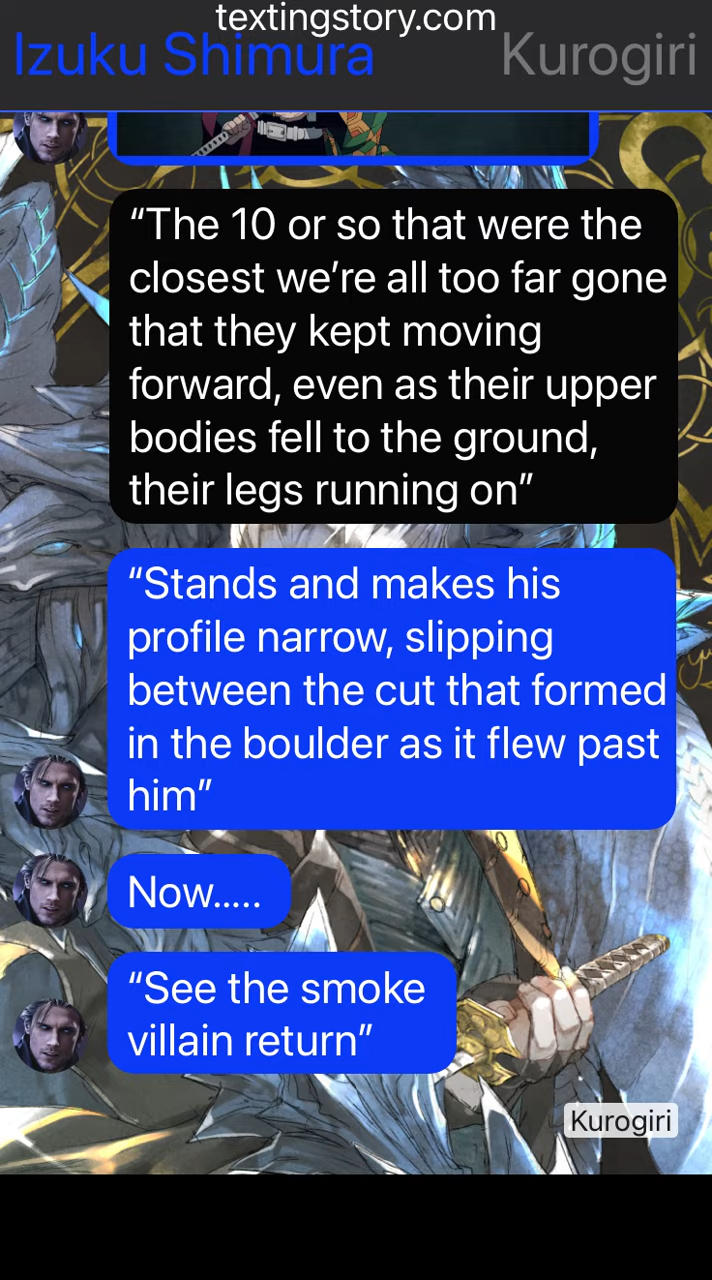 textingstory.com
Izuku Shimura Kurogiri
“The 10 or so that were the
closest we’re all too far gone
that they kept moving
forward, even as their upper
bodies fell to the ground,
their legs running on”
“Stands and makes his
profile narrow, slipping
between the cut that formed
in the boulder as it flew past
him”
Now.....
“See the smoke
villain return”
Kurogiri